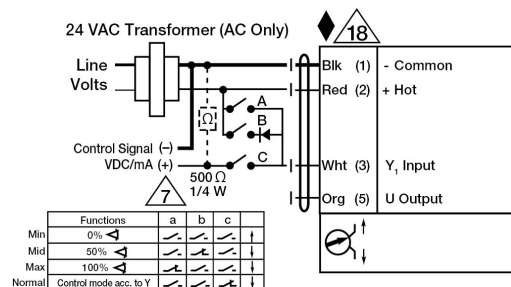 24 VAC Transformer (AC Only)
18
Line
Volts
Blk (1) - Common
Red (2) + Hot
A
Ω
B
Control Signal (–)
VDC/mA (+)
C
Wht (3) Y1 Input
500 Ω
1/4 W
7
Org (5) U Output
Functions a b c
Min 0%
Mid 50%
Max 100%
Normal Control mode acc. to Y